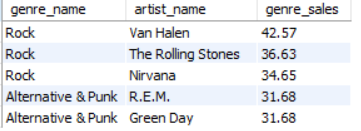 genre_name artist_name genre_sales
Rock Van Halen 42.57
Rock The Rolling Stones 36.63
Rock Nirvana 34.65
Alternative & Punk R.E.M. 31.68
Alternative & Punk Green Day 31.68